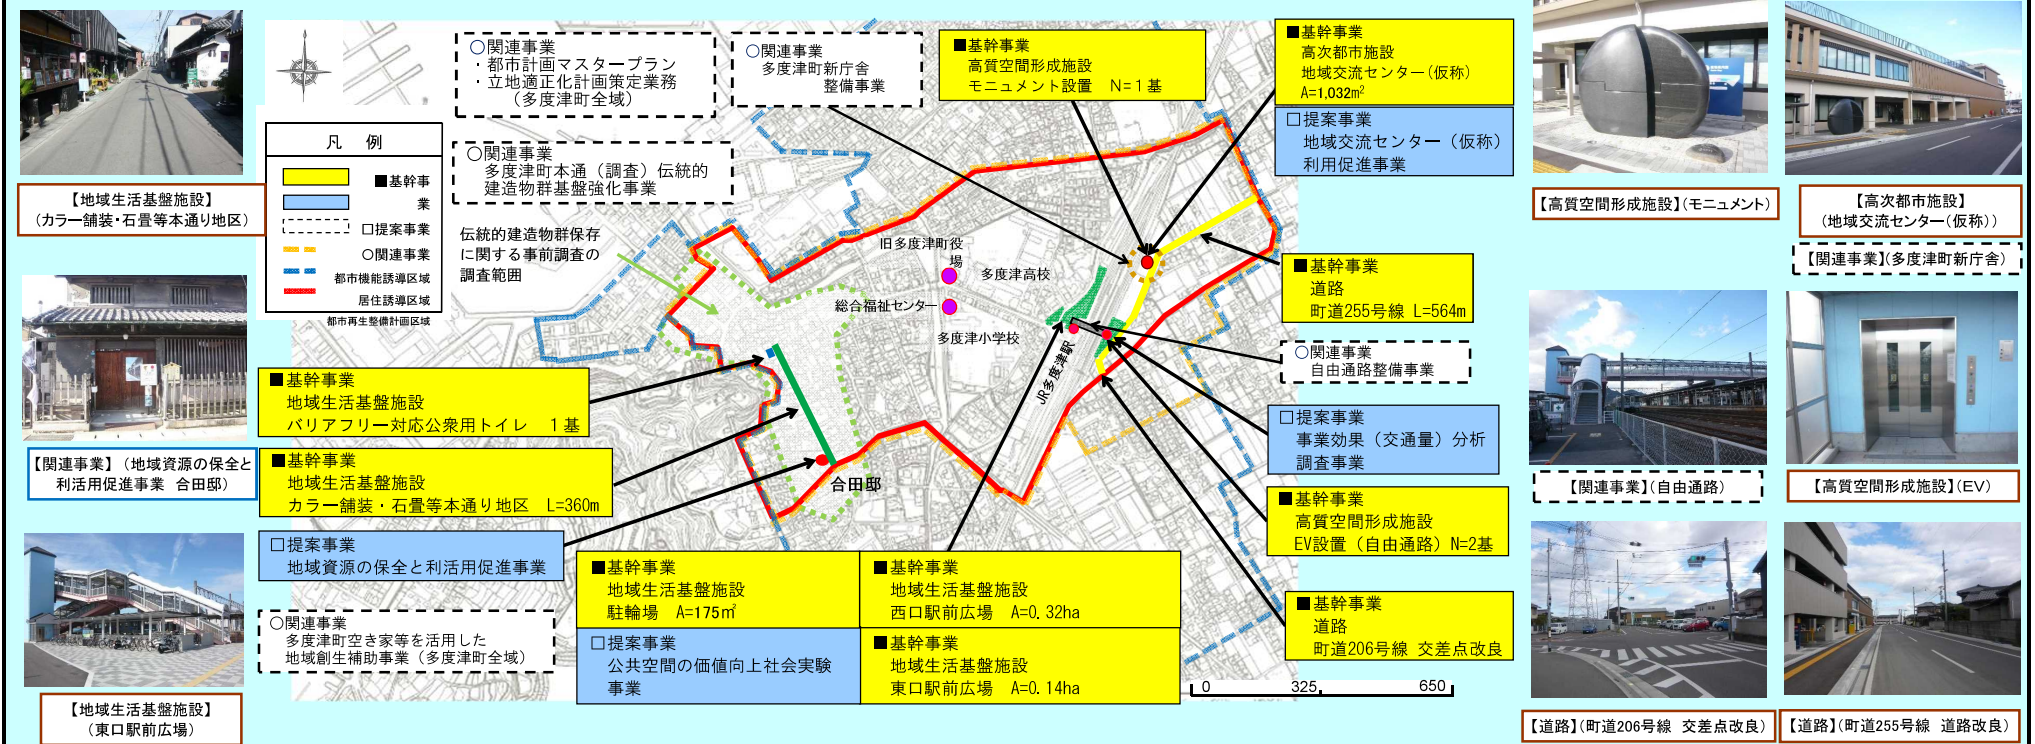 【地域生活基盤施設】
(カラー舗装・石畳等本通り地区)
【関連事業】（地域資源の保全と
利活用促進事業 合田邸）
【地域生活基盤施設】
(東口駅前広場)
凡 例
■基幹事
業
□提案事業
○関連事業
都市機能誘導区域
居住誘導区域
都市再生整備計画区域
○関連事業
・都市計画マスタープラン
・立地適正化計画策定業務
（多度津町全域）
○関連事業
多度津町本通（調査）伝統的
建造物群基盤強化事業
○関連事業
多度津町新庁舎
整備事業
■基幹事業
高質空間形成施設
モニュメント設置 N=１基
■基幹事業
高次都市施設
地域交流センター(仮称)
A=1,032m²
□提案事業
地域交流センター（仮称）
利用促進事業
伝統的建造物群保存
に関する事前調査の
調査範囲
旧多度津町役
場
多度津高校
総合福祉センター
多度津小学校
JR多度津駅
合田邸
■基幹事業
道路
町道255号線 L=564m
○関連事業
自由通路整備事業
□提案事業
事業効果（交通量）分析
調査事業
■基幹事業
高質空間形成施設
EV設置（自由通路）N=2基
■基幹事業
道路
町道206号線 交差点改良
■基幹事業
地域生活基盤施設
バリアフリー対応公衆用トイレ １基
■基幹事業
地域生活基盤施設
カラー舗装・石畳等本通り地区 L=360m
□提案事業
地域資源の保全と利活用促進事業
○関連事業
多度津町空き家等を活用した
地域創生補助事業（多度津町全域）
■基幹事業
地域生活基盤施設
駐輪場 A=175㎡
□提案事業
公共空間の価値向上社会実験
事業
■基幹事業
地域生活基盤施設
西口駅前広場 A=0.32ha
■基幹事業
地域生活基盤施設
東口駅前広場 A=0.14ha
0 325 650
【高質空間形成施設】(モニュメント)
【高次都市施設】
(地域交流センター(仮称))
【関連事業】(多度津町新庁舎)
【関連事業】(自由通路)
【高質空間形成施設】(EV)
【道路】(町道206号線 交差点改良)
【道路】(町道255号線 道路改良)